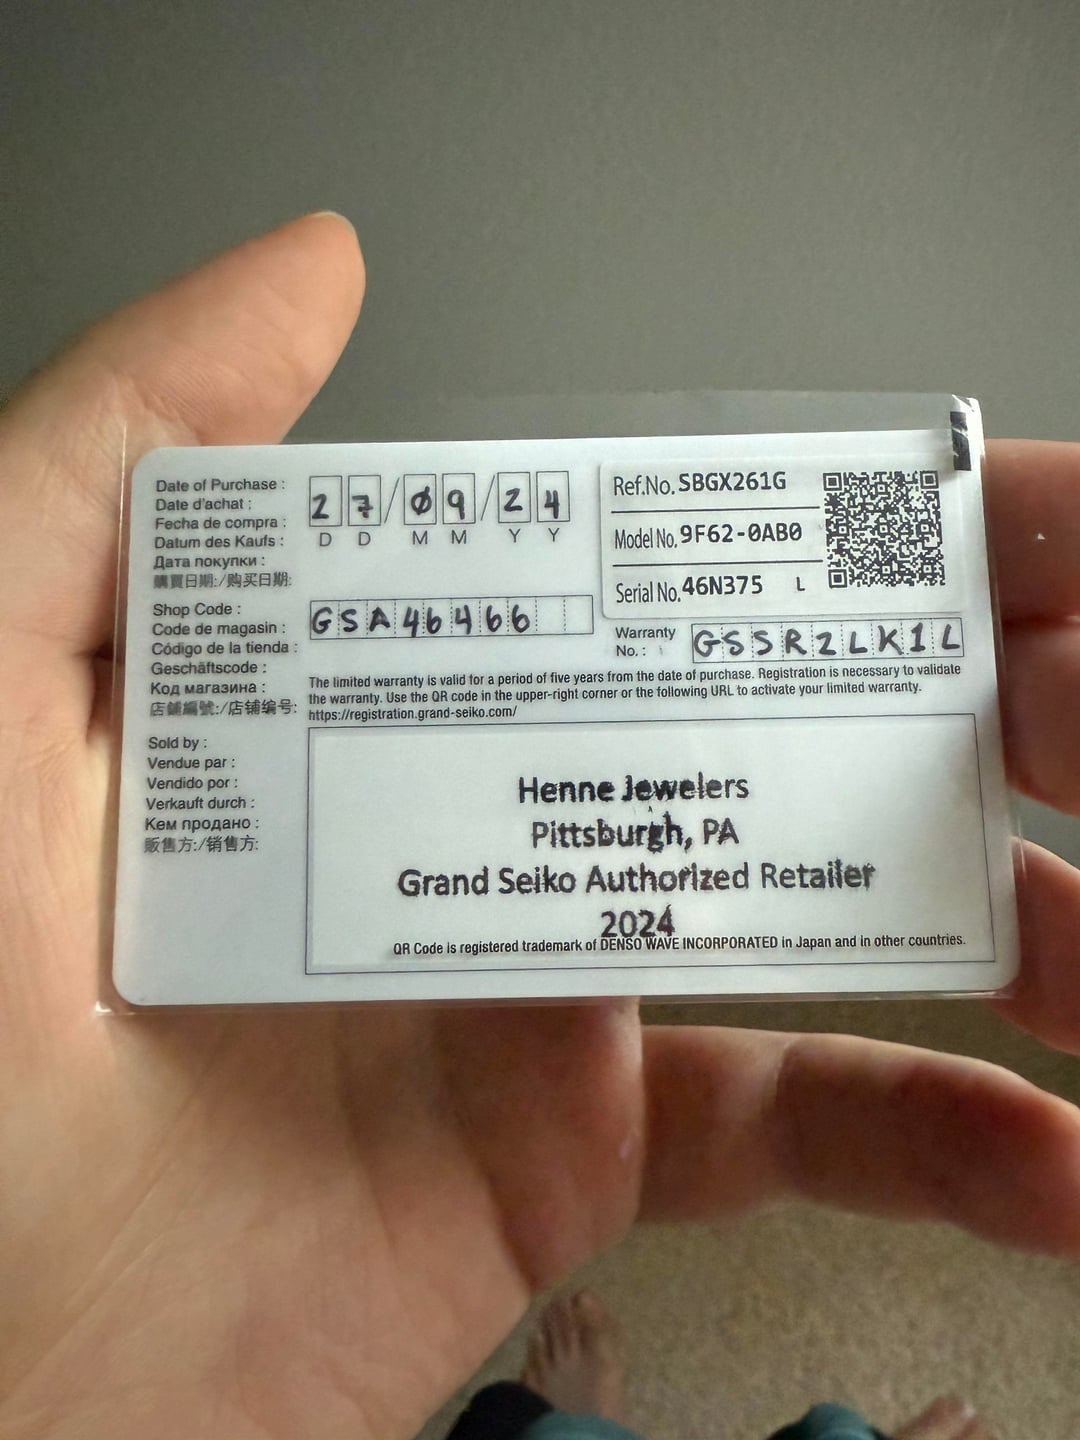 Date of Purchase :
Date d'achat :
Fecha de compra :
Datum des Kaufs :
Дата покупки :
購買日期:/购买日期:
27/09/24
D D M M Y Y
Ref.No. SBGX261G
Model No. 9F62-0AB0
Serial No. 46N375 L
Shop Code :
Code de magasin :
Código de la tienda :
Geschäftscode :
Код магазина :
店鋪編號:/店铺编号:
GSA46466
Warranty
No. : GSSR2LK1L
The limited warranty is valid for a period of five years from the date of purchase. Registration is necessary to validate
the warranty. Use the QR code in the upper-right corner or the following URL to activate your limited warranty.
https://registration.grand-seiko.com/
Sold by :
Vendue par :
Vendido por :
Verkauft durch :
Кем продано :
販售方:/销售方:
Henne Jewelers
Pittsburgh, PA
Grand Seiko Authorized Retailer
2024
QR Code is registered trademark of DENSO WAVE INCORPORATED in Japan and in other countries.